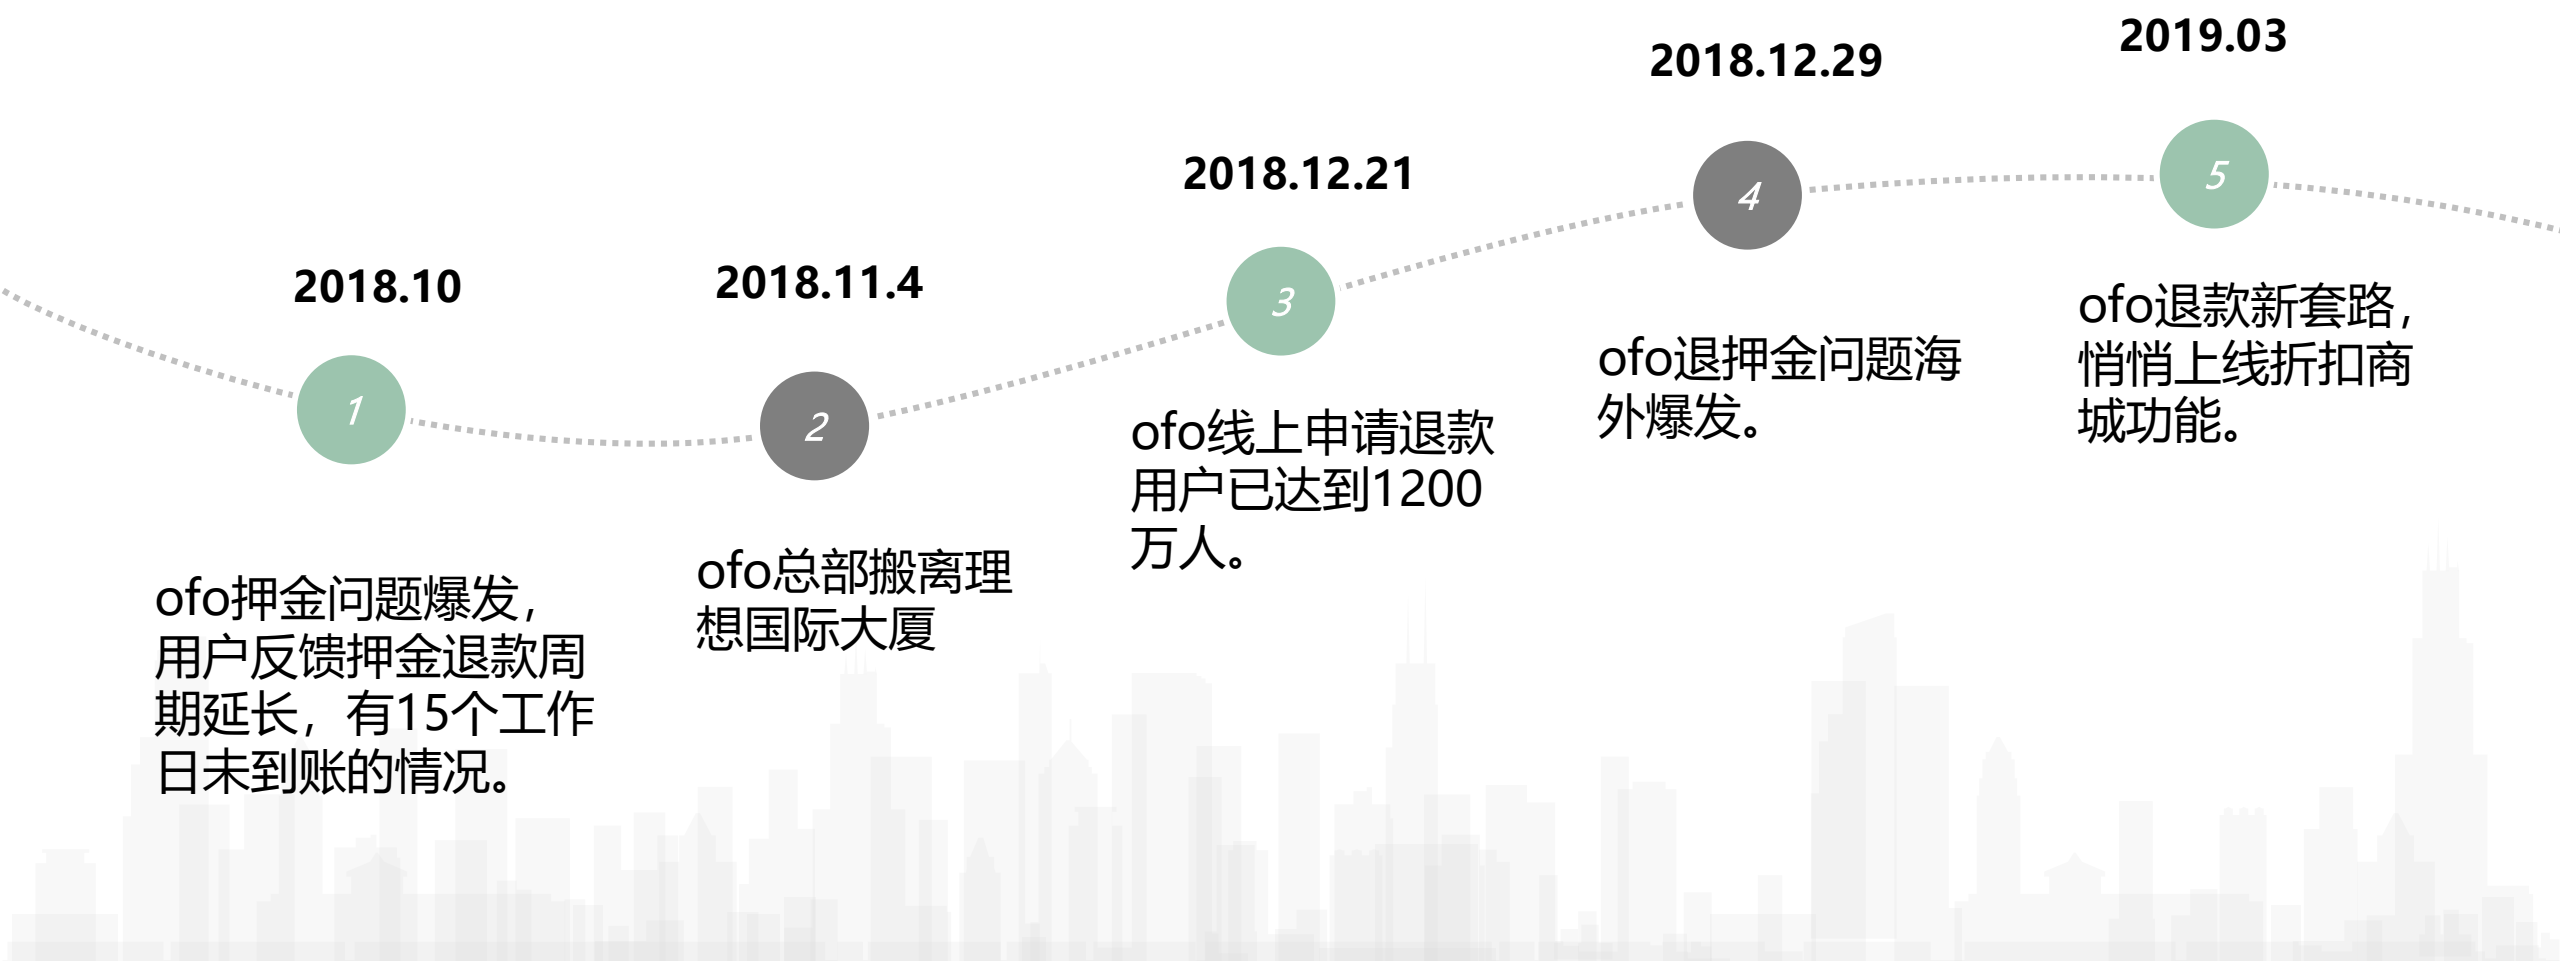 2018.10
1
ofo押金问题爆发，
用户反馈押金退款周
期延长，有15个工作
日未到账的情况。
2018.11.4
2
ofo总部搬离理
想国际大厦
2018.12.21
3
ofo线上申请退款
用户已达到1200
万人。
2018.12.29
4
ofo退押金问题海
外爆发。
2019.03
5
ofo退款新套路，
悄悄上线折扣商
城功能。